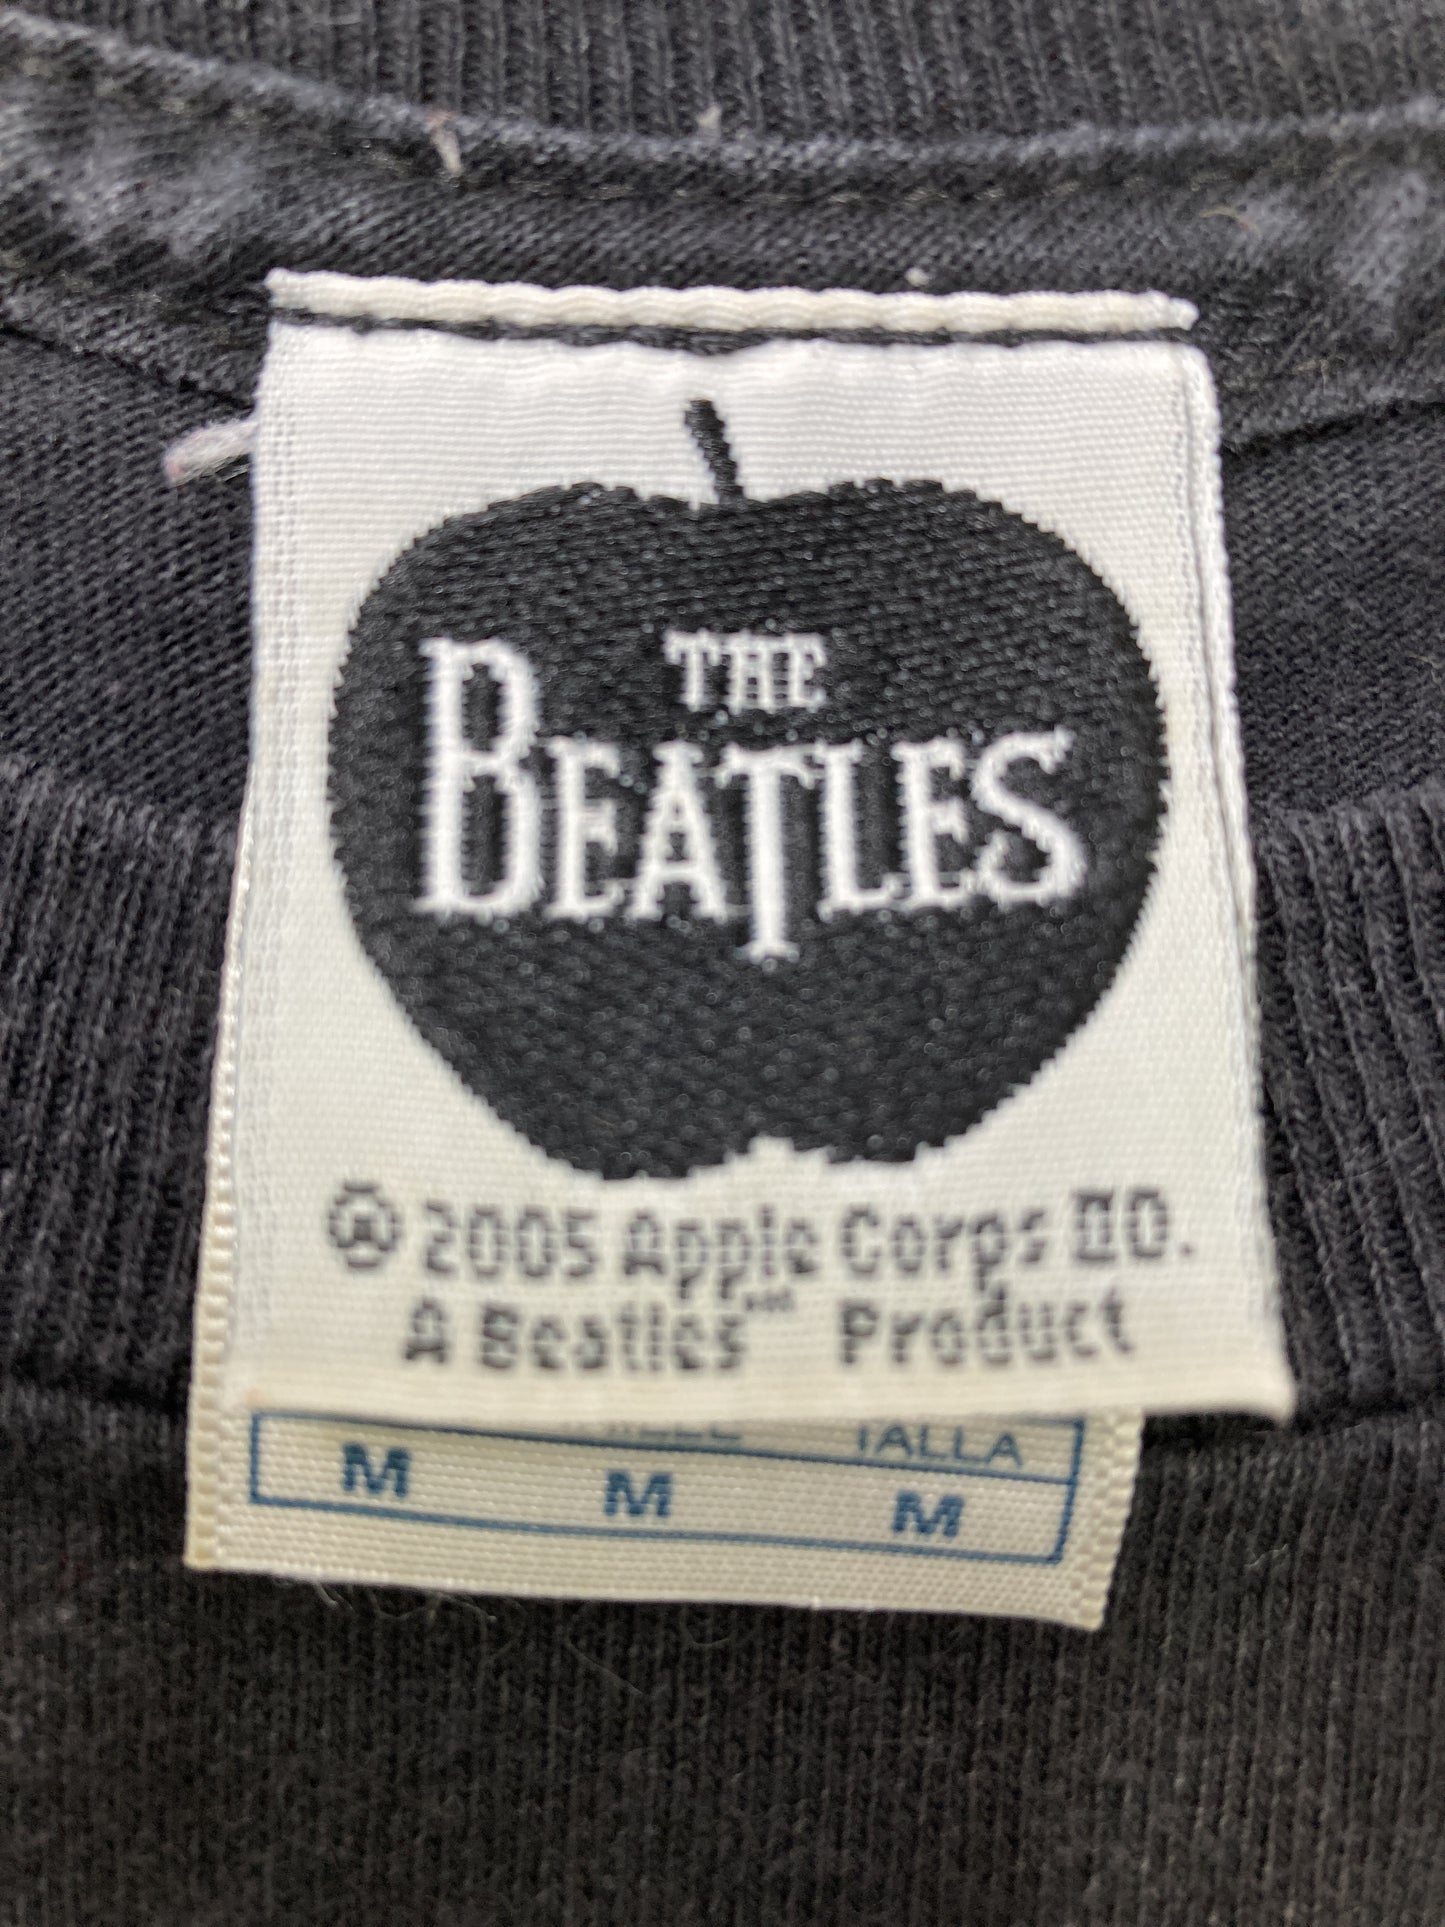 THE
BEATLES
© 2005 Apple Corps LTD.
A Beatles™ Product
TALLA
M M M